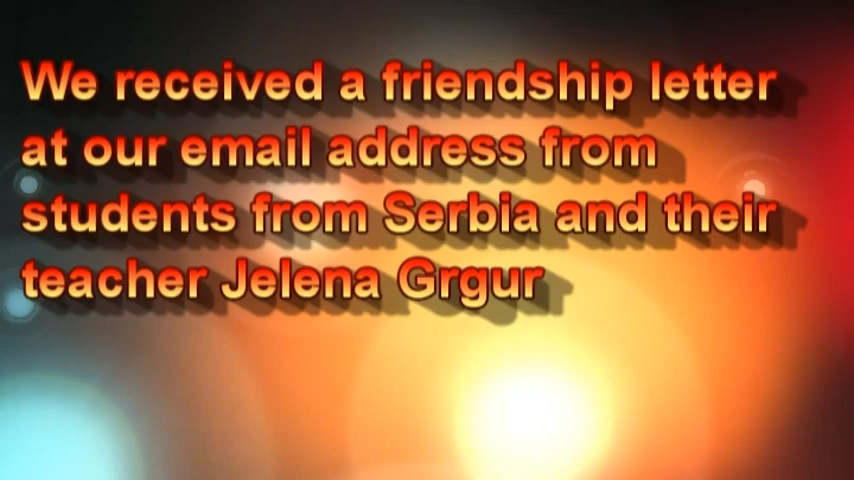 We received a friendship letter
at our email address from
students from Serbia and their
teacher Jelena Grgur